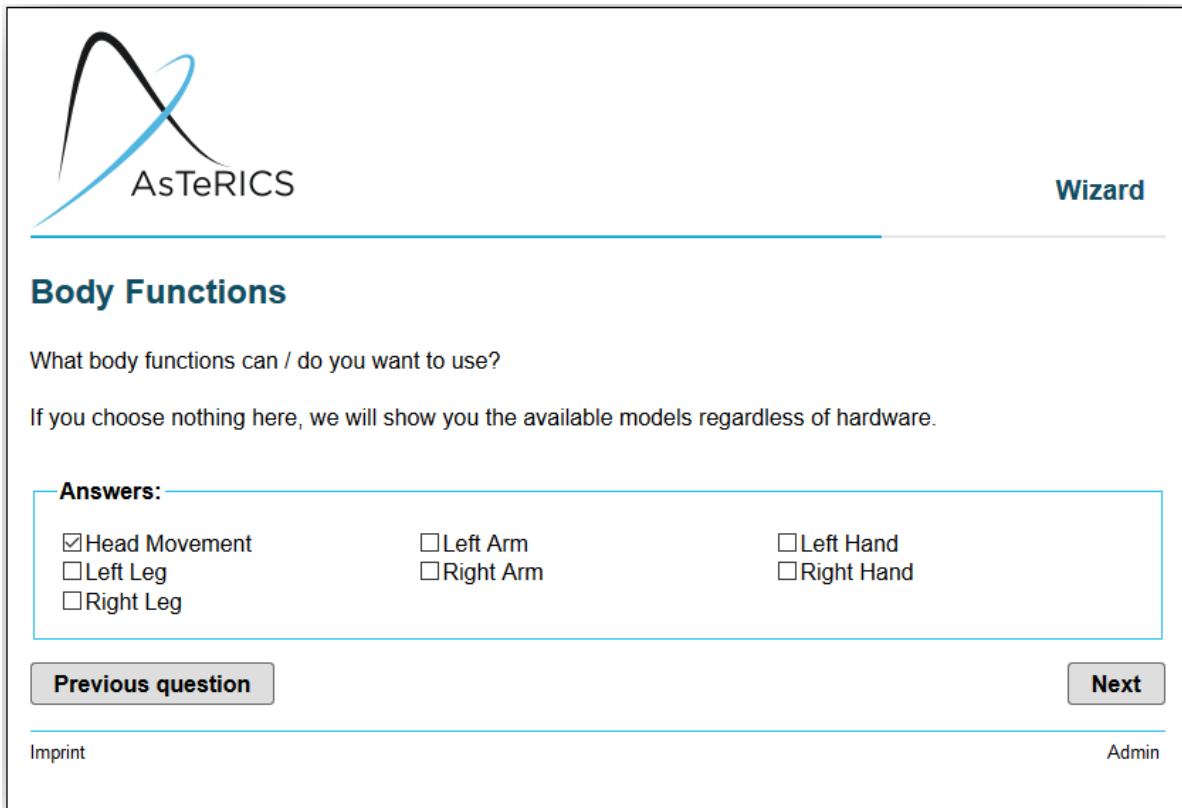 AsTeRICS
Wizard
Body Functions
What body functions can / do you want to use?
If you choose nothing here, we will show you the available models regardless of hardware.
Answers:
Head Movement Left Arm Left Hand
Left Leg Right Arm Right Hand
Right Leg
Previous question Next
Imprint Admin